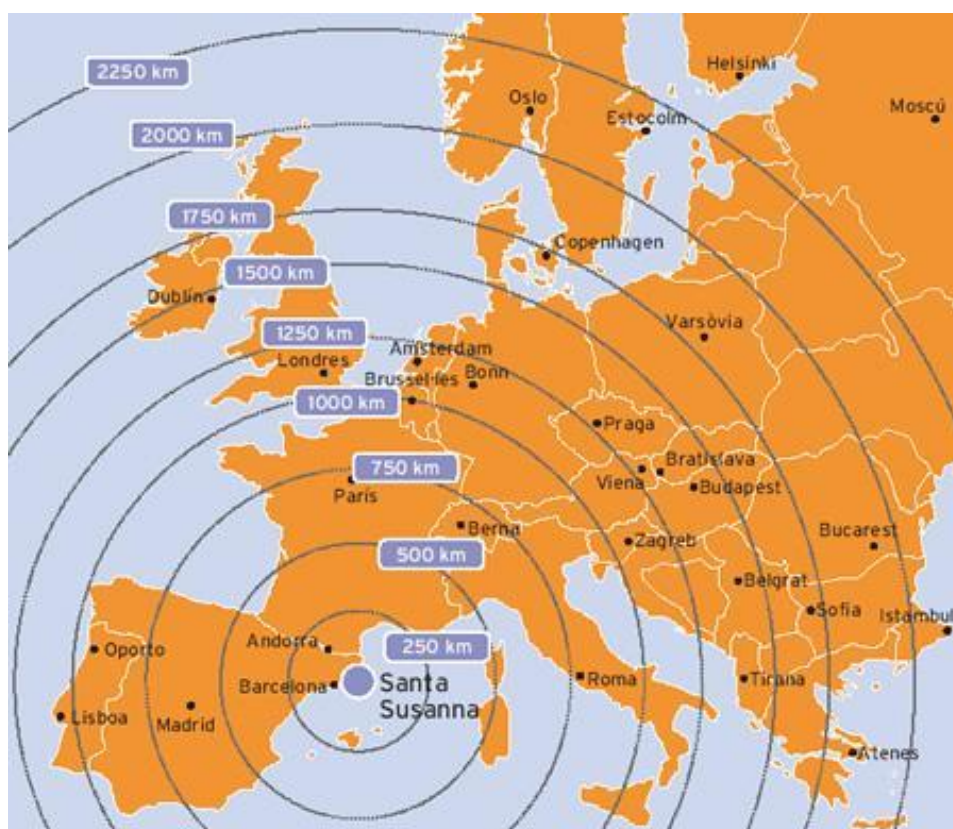 Helsinki
2250 km
Oslo
Moscú
Estocolm
2000 km
1750 km
Copenhagen
1500 km
Dublín
Varsòvia
1250 km
Amsterdam
Londres
Bonn
Brussel·les
1000 km
Praga
750 km
Bratislava
Viena
Budapest
París
Berna
Bucarest
Zagreb
500 km
Belgrat
Sofia
Istambul
Andorra
250 km
Oporto
Roma
Tirana
Barcelona
Santa
Susanna
Lisboa
Madrid
Atenes